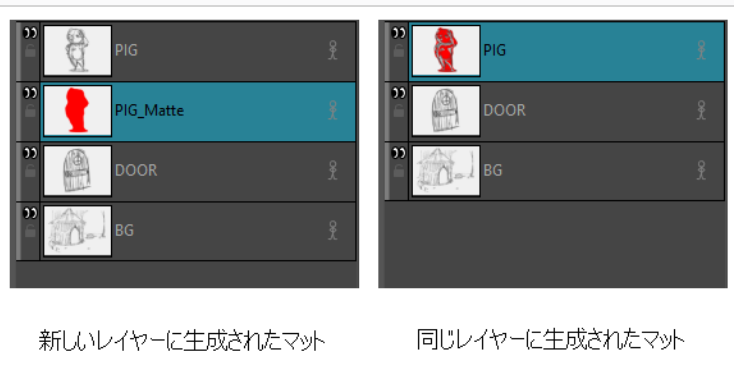 PIG
PIG_Matte
DOOR
BG
PIG
DOOR
BG
新しいレイヤーに生成されたマット
同じレイヤーに生成されたマット